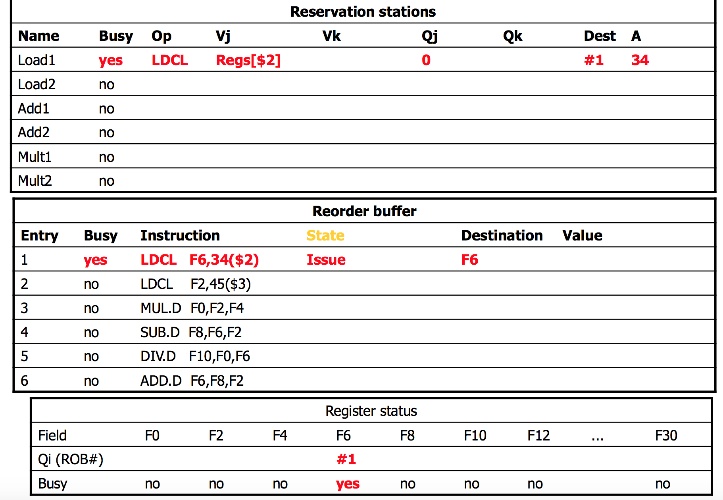 Reservation stations
Name Busy Op Vj Vk Qj Qk Dest A
Load1 yes LDCL Regs[$2] 0 #1 34
Load2 no
Add1 no
Add2 no
Mult1 no
Mult2 no
Reorder buffer
Entry Busy Instruction State Destination Value
1 yes LDCL F6,34($2) Issue F6
2 no LDCL F2,45($3)
3 no MUL.D F0,F2,F4
4 no SUB.D F8,F6,F2
5 no DIV.D F10,F0,F6
6 no ADD.D F6,F8,F2
Register status
Field F0 F2 F4 F6 F8 F10 F12 ... F30
Qi (ROB#) #1
Busy no no no yes no no no no